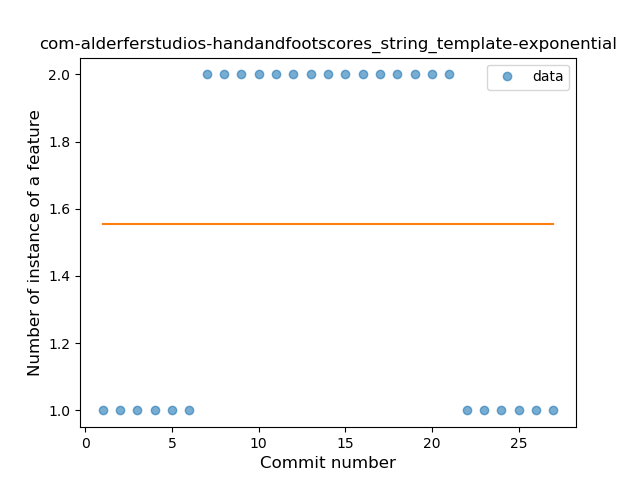 com-alderferstudios-handandfootscores_string_template-exponential
2.0
data
1.8
1.6
1.4
1.2
1.0
Number of instance of a feature
0 5 10 15 20 25
Commit number